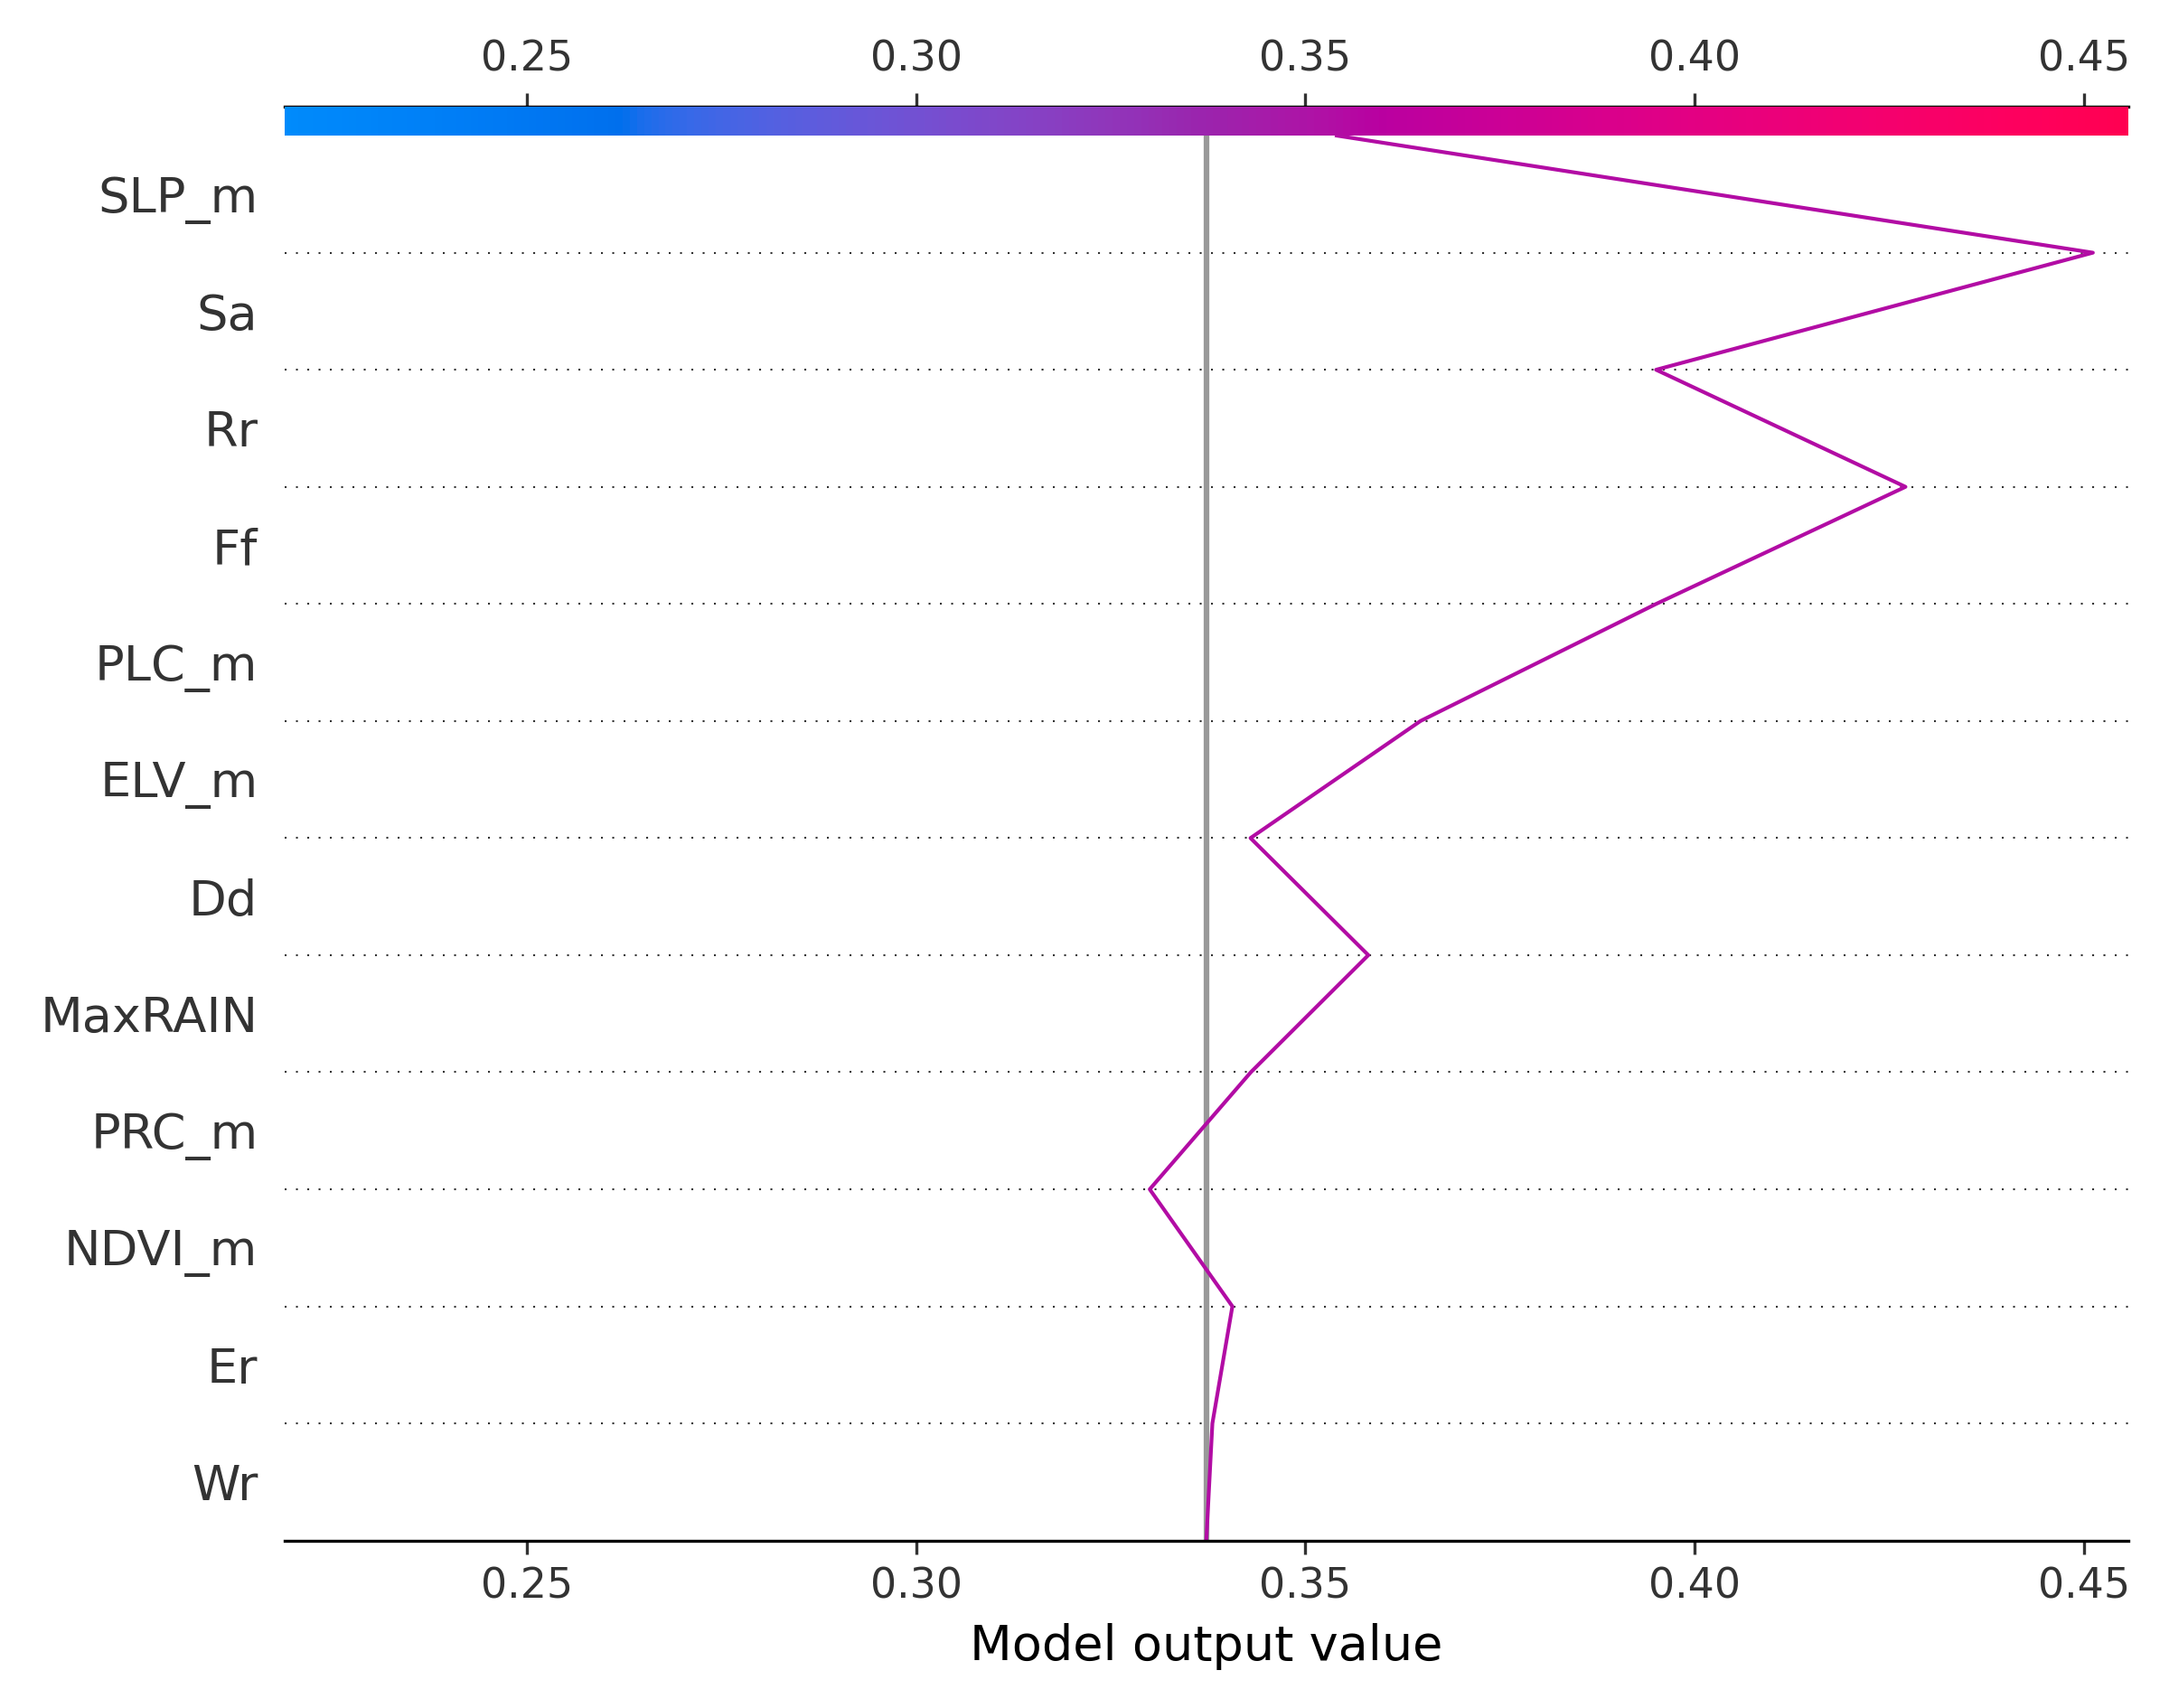 0.25 0.30 0.35 0.40 0.45
SLP_m
Sa
Rr
Ff
PLC_m
ELV_m
Dd
MaxRAIN
PRC_m
NDVI_m
Er
Wr
0.25 0.30 0.35 0.40 0.45
Model output value